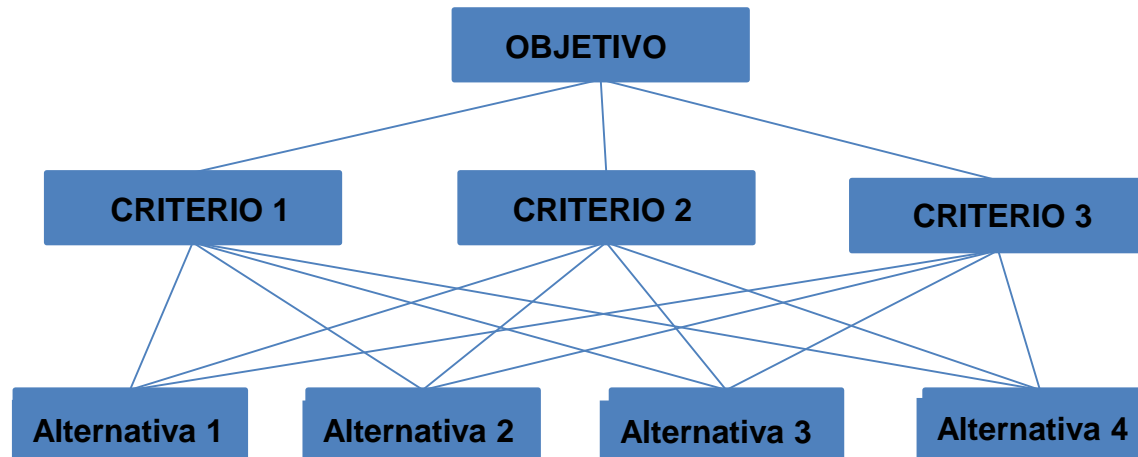 OBJETIVO
CRITERIO 1
CRITERIO 2
CRITERIO 3
Alternativa 1
Alternativa 2
Alternativa 3
Alternativa 4